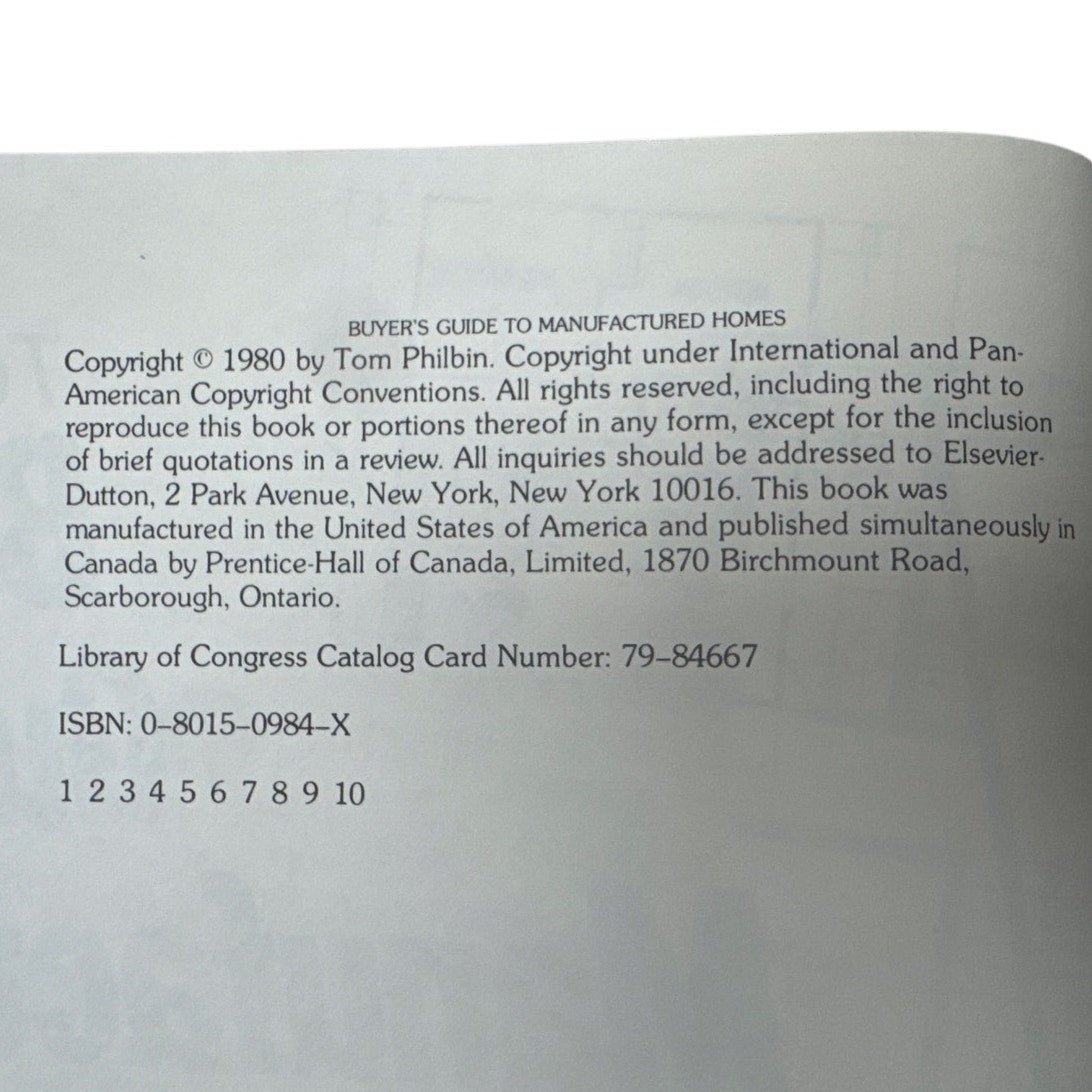 BUYER'S GUIDE TO MANUFACTURED HOMES
Copyright © 1980 by Tom Philbin. Copyright under International and Pan-
American Copyright Conventions. All rights reserved, including the right to
reproduce this book or portions thereof in any form, except for the inclusion
of brief quotations in a review. All inquiries should be addressed to Elsevier-
Dutton, 2 Park Avenue, New York, New York 10016. This book was
manufactured in the United States of America and published simultaneously in
Canada by Prentice-Hall of Canada, Limited, 1870 Birchmount Road,
Scarborough, Ontario.
Library of Congress Catalog Card Number: 79–84667
ISBN: 0–8015–0984–X
1 2 3 4 5 6 7 8 9 10